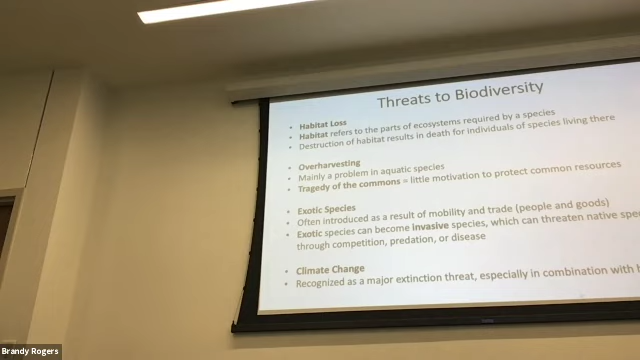 Threats to Biodiversity
• Habitat Loss
• Habitat refers to the parts of ecosystems required by a species
• Destruction of habitat results in death for individuals of species living there
• Overharvesting
• Mainly a problem in aquatic species
• Tragedy of the commons = little motivation to protect common resources
• Exotic Species
• Often introduced as a result of mobility and trade (people and goods)
• Exotic species can become invasive species, which can threaten native
through competition, predation, or disease
• Climate Change
• Recognized as a major extinction threat, especially in combination with
Brandy Rogers